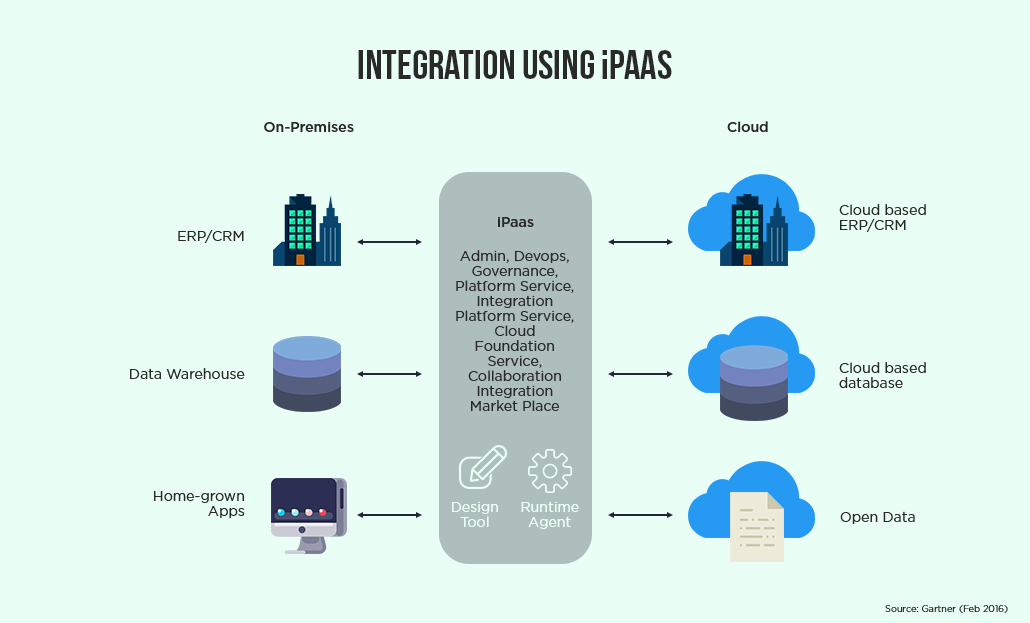 INTEGRATION USING iPAAS
On-Premises
Cloud
ERP/CRM
Data Warehouse
Home-grown
Apps
iPaas
Admin, Devops,
Governance,
Platform Service,
Integration
Platform Service,
Cloud
Foundation
Service,
Collaboration
Integration
Market Place
Design
Tool
Runtime
Agent
Cloud based
ERP/CRM
Cloud based
database
Open Data
Source: Gartner (Feb 2016)